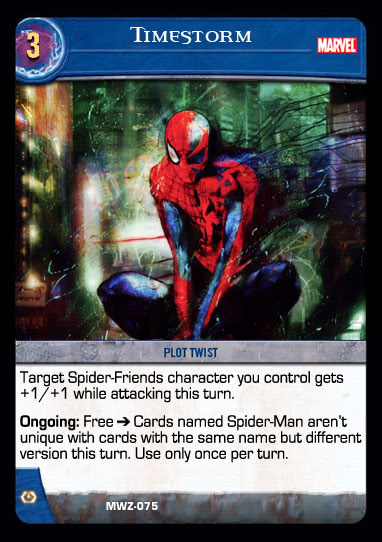 3
TIMESTORM
MARVEL
PLOT TWIST
Target Spider-Friends character you control gets
+1/+1 while attacking this turn.
Ongoing: Free ➔ Cards named Spider-Man aren't
unique with cards with the same name but different
version this turn. Use only once per turn.
MWZ-075